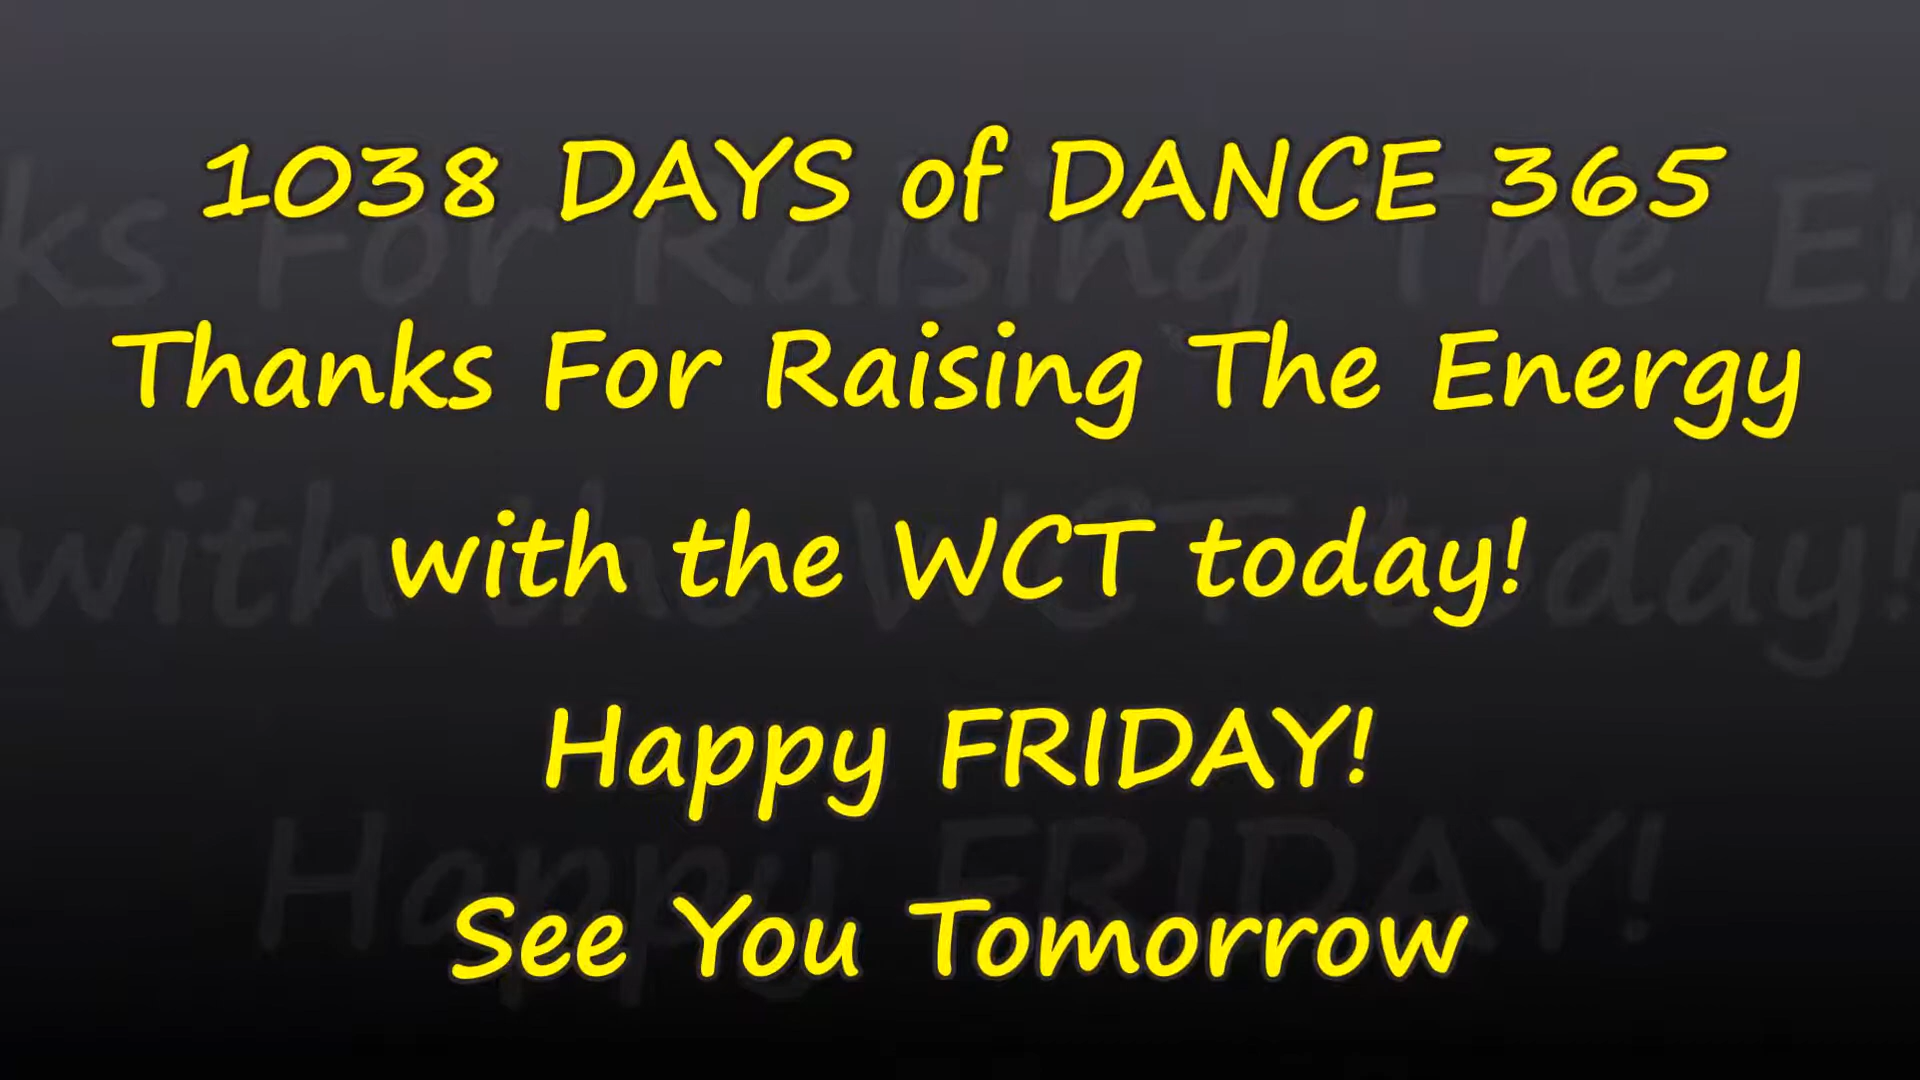 1038 DAYS of DANCE 365
Thanks For Raising The Energy
with the WCT today!
Happy FRIDAY!
See You Tomorrow